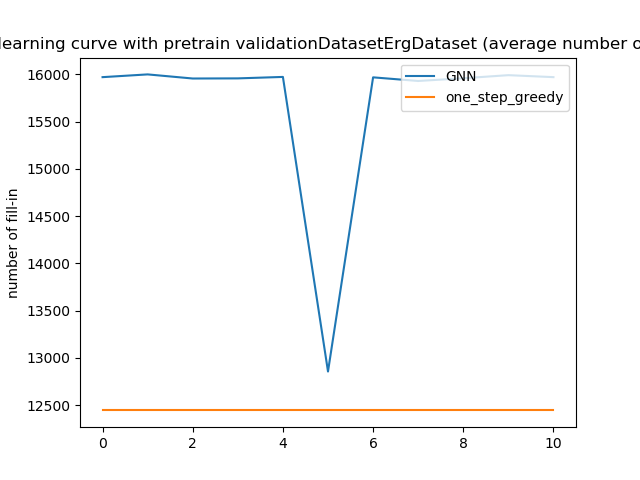 learning curve with pretrain validationDatasetErgDataset (average number o
GNN
one_step_greedy
number of fill-in
16000
15500
15000
14500
14000
13500
13000
12500
0 2 4 6 8 10